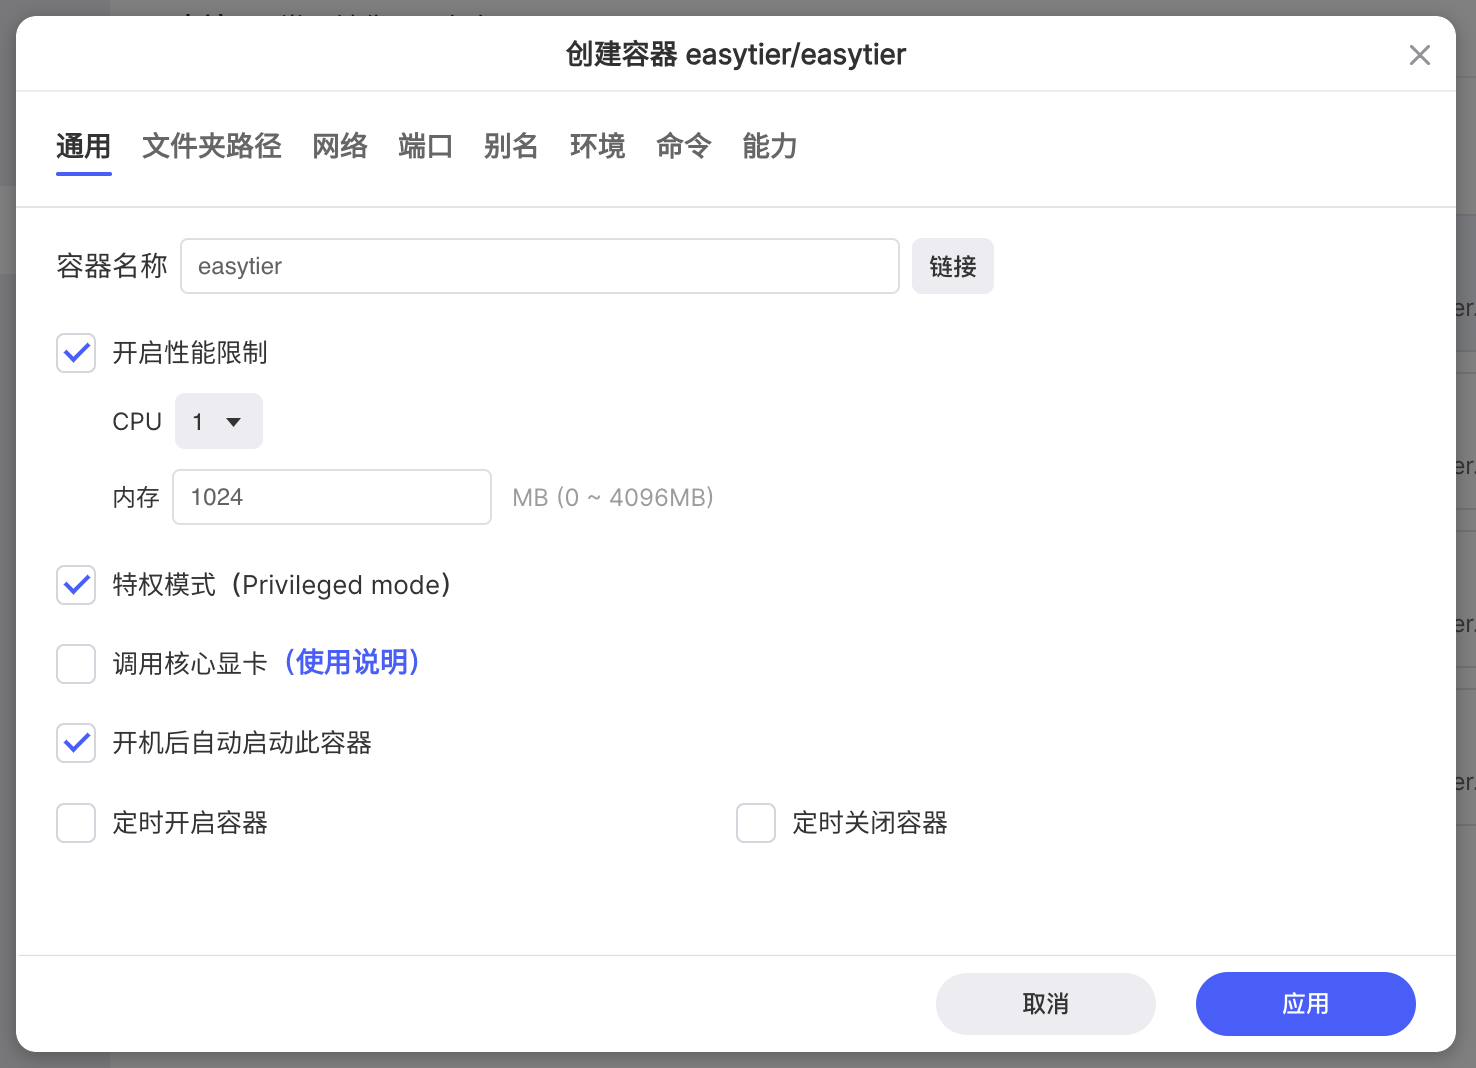 创建容器 easytier/easytier
通用 文件夹路径 网络 端口 别名 环境 命令 能力
容器名称 easytier 链接
开启性能限制
CPU 1
内存 1024 MB (0 ~ 4096MB)
特权模式（Privileged mode）
调用核心显卡（使用说明）
开机后自动启动此容器
定时开启容器 定时关闭容器
取消 应用